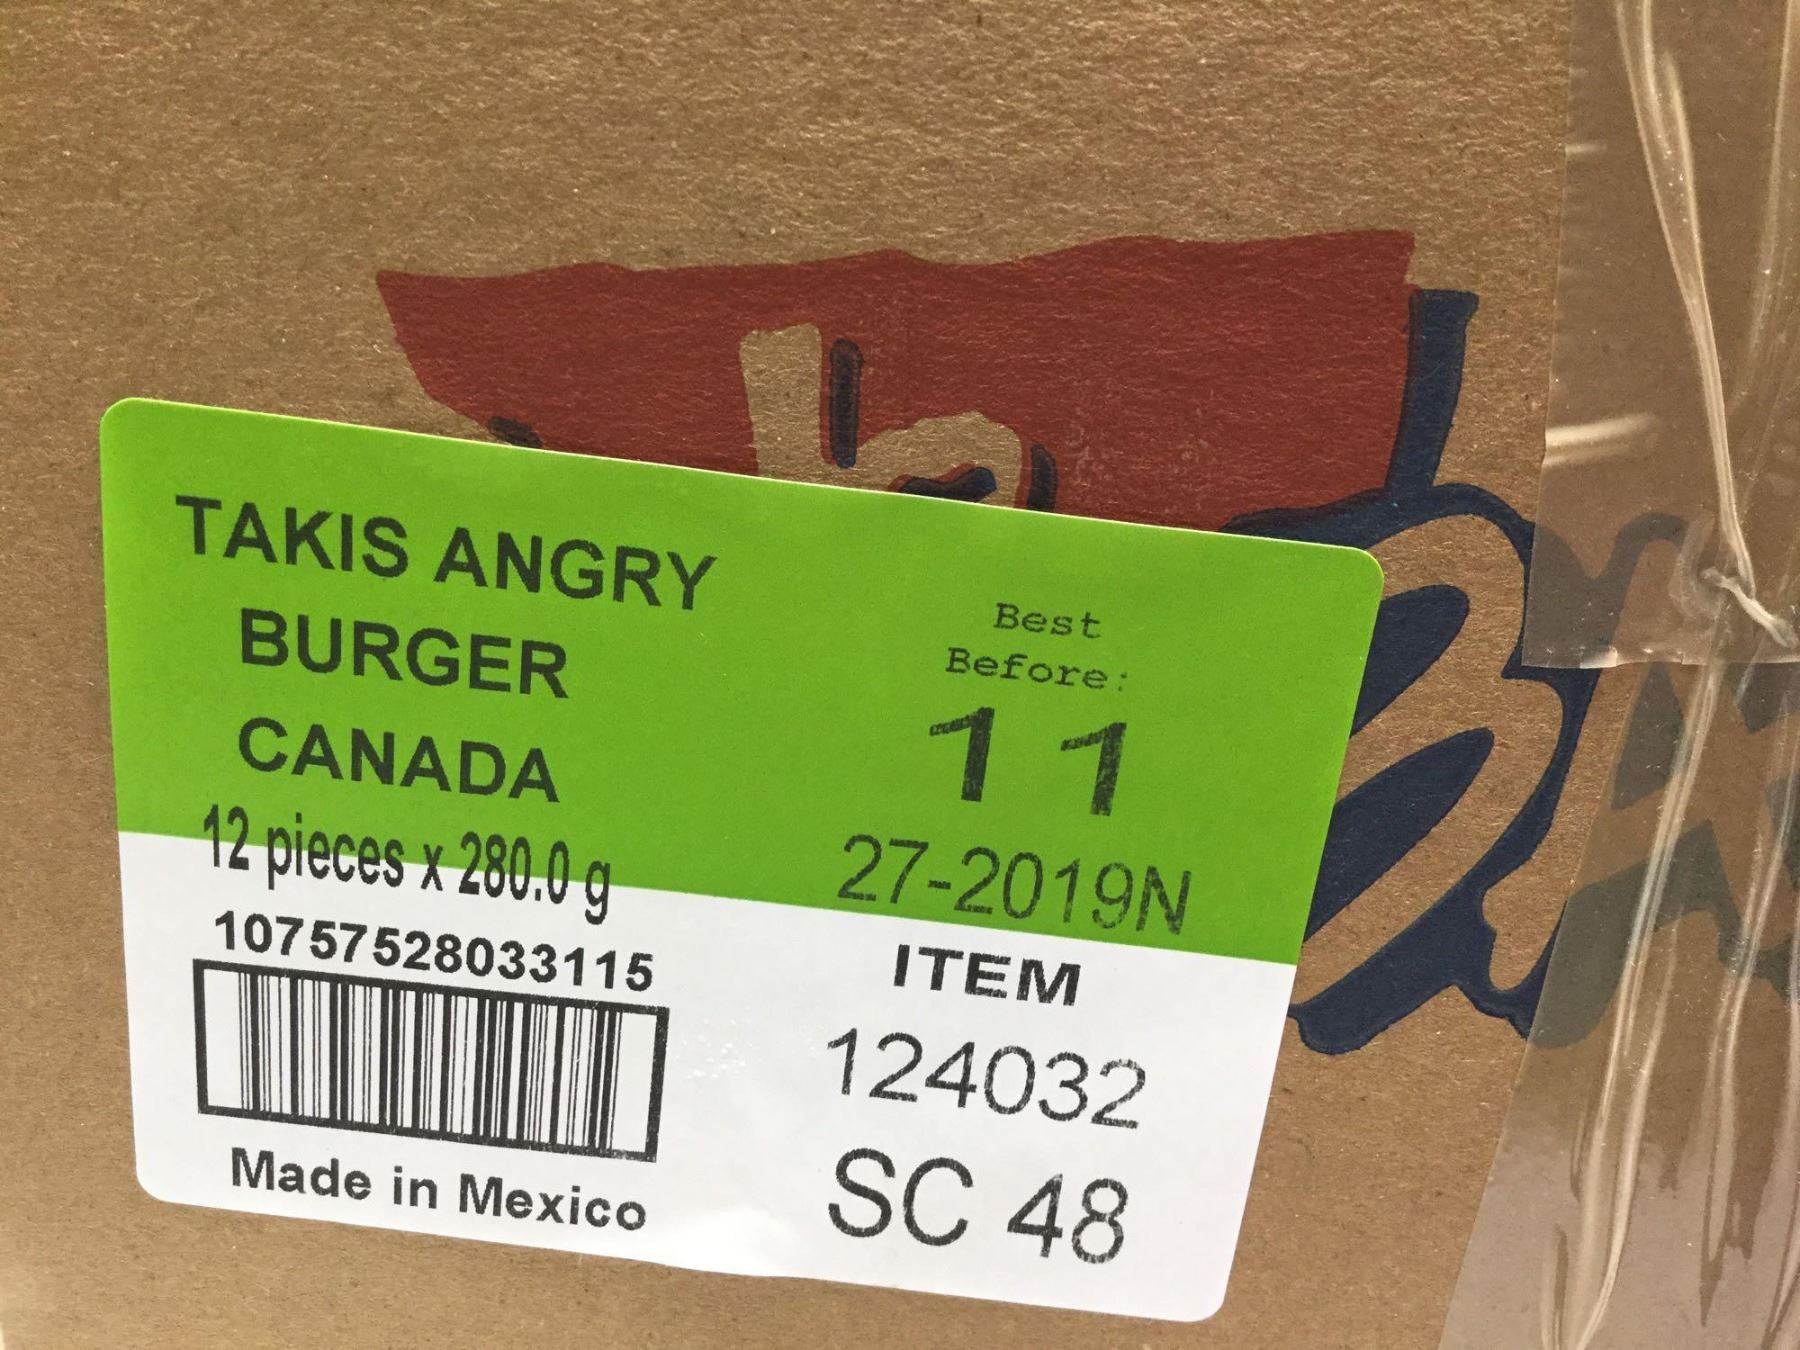 TAKIS ANGRY
BURGER
CANADA
12 pieces x 280.0 g
10757528033115
Made in Mexico
Best
Before:
11
27-2019N
ITEM
124032
SC 48